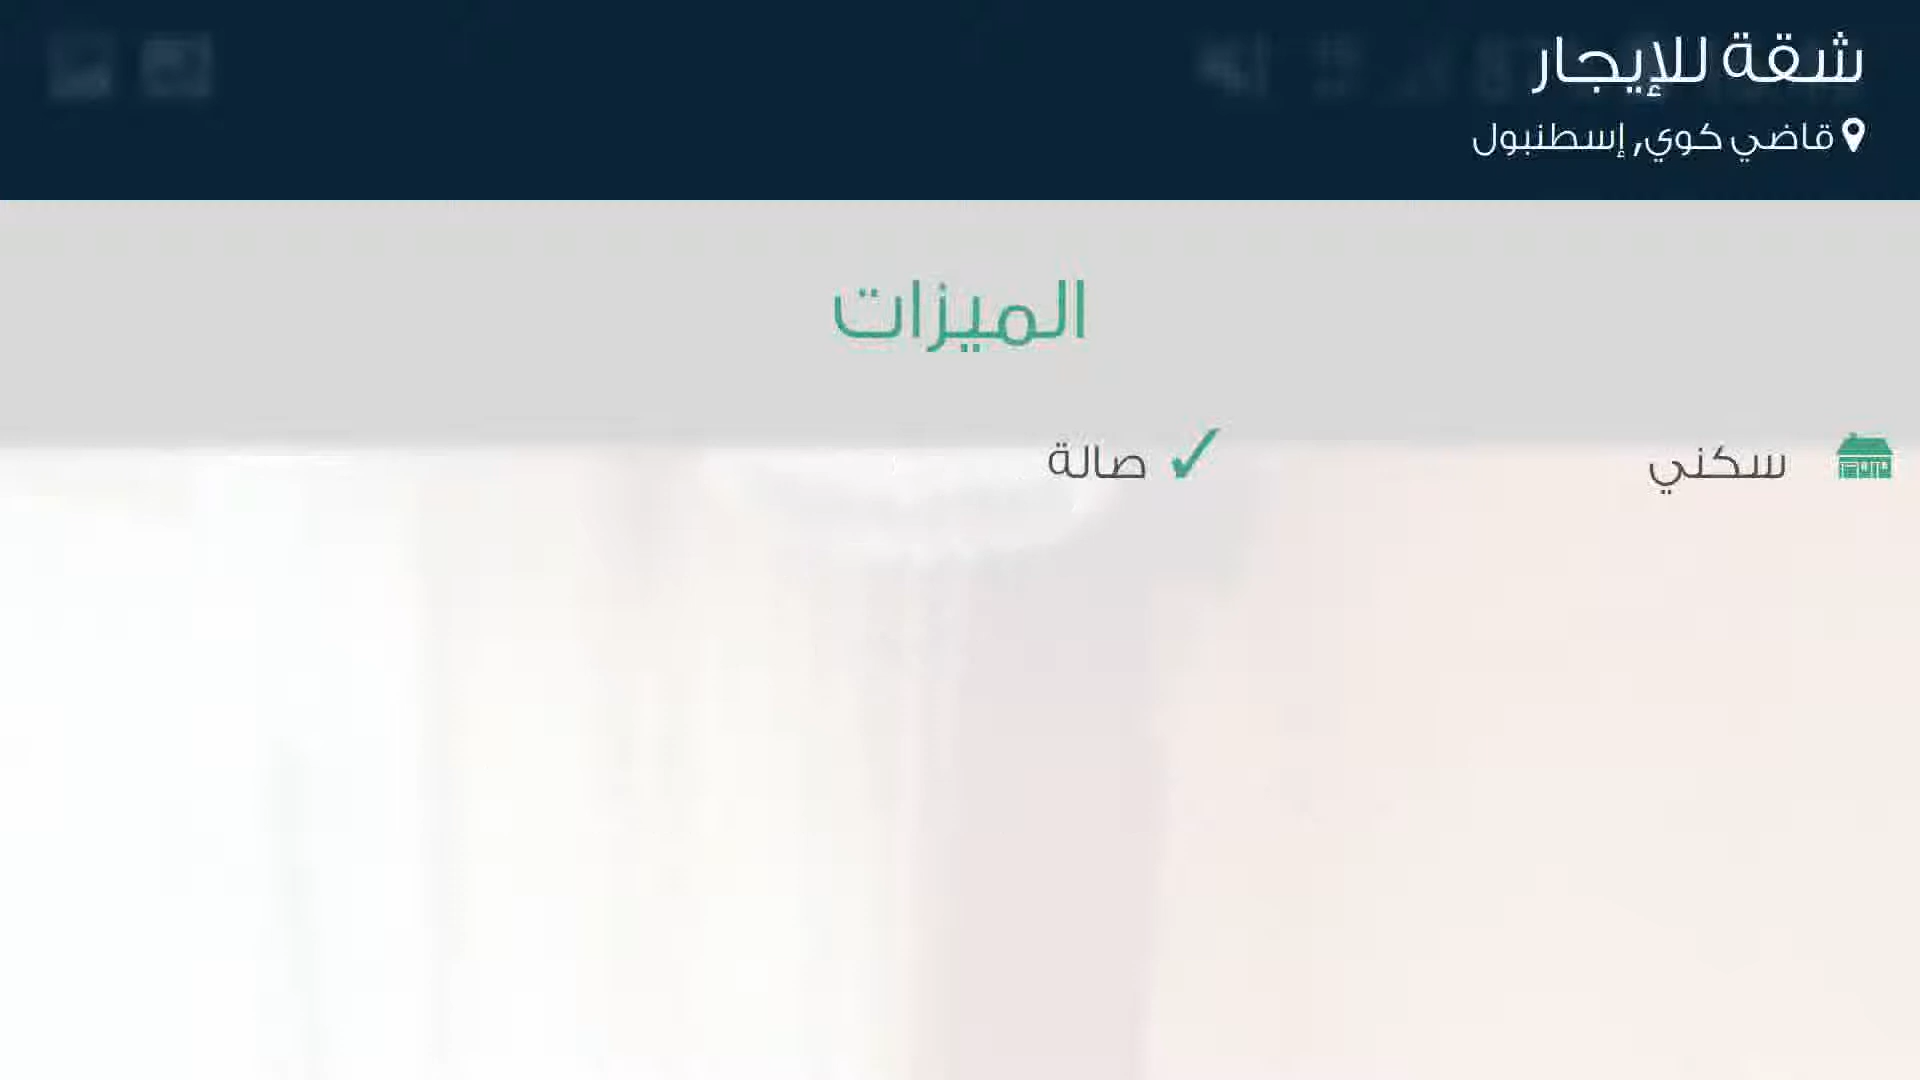 شقة للإيجار
قاضي كوي, إسطنبول
الميزات
سكني
صالة